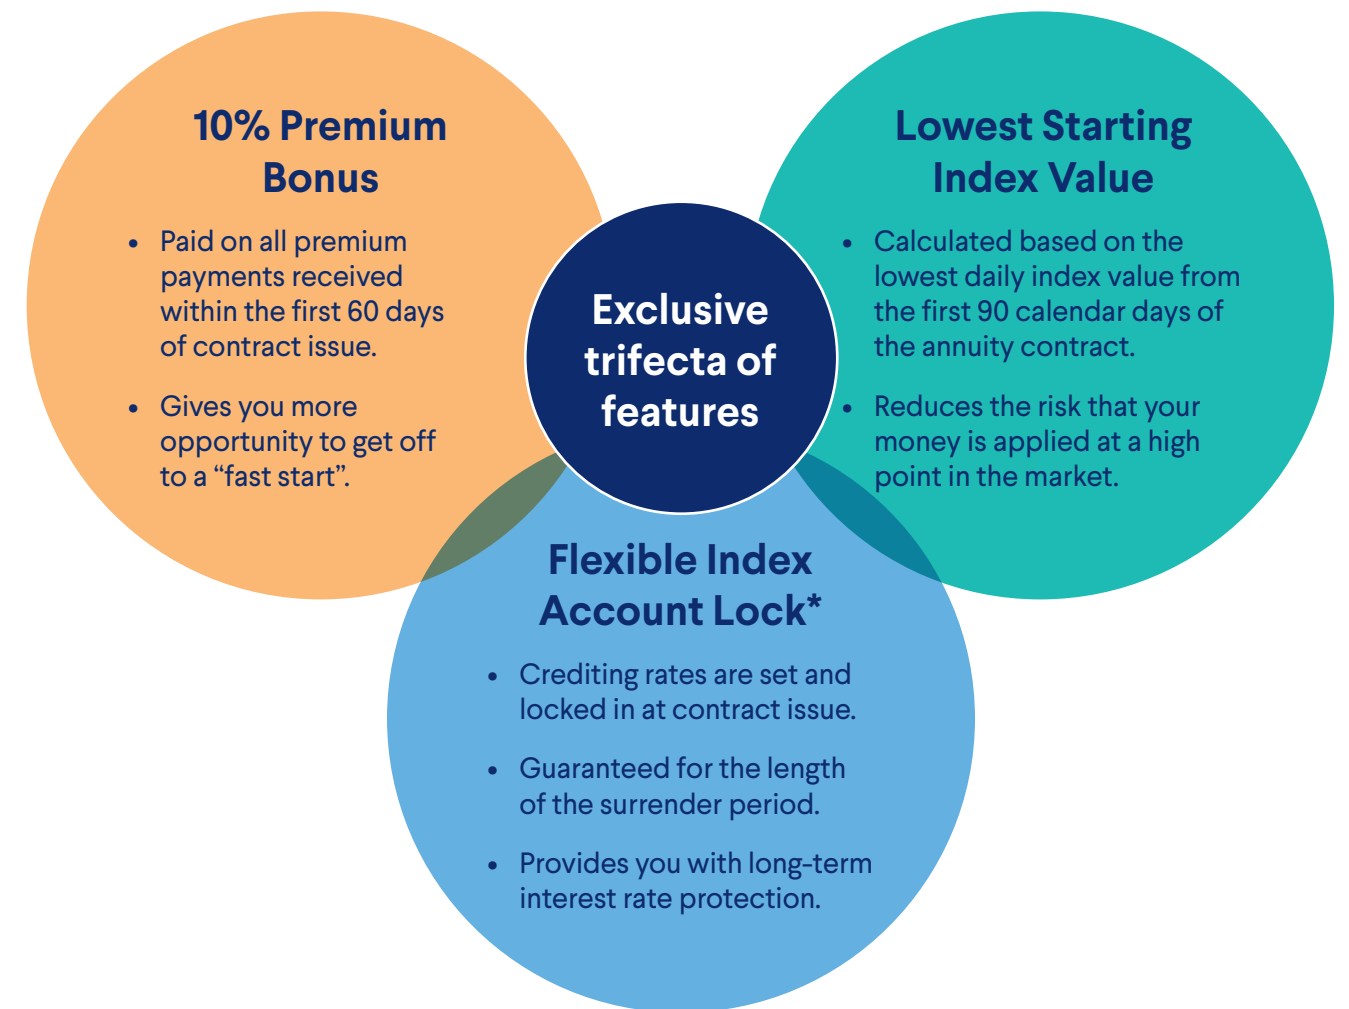 10% Premium
Bonus
• Paid on all premium
payments received
within the first 60 days
of contract issue.
• Gives you more
opportunity to get off
to a “fast start”.
Exclusive
trifecta of
features
Lowest Starting
Index Value
• Calculated based on the
lowest daily index value from
the first 90 calendar days of
the annuity contract.
• Reduces the risk that your
money is applied at a high
point in the market.
Flexible Index
Account Lock*
• Crediting rates are set and
locked in at contract issue.
• Guaranteed for the length
of the surrender period.
• Provides you with long-term
interest rate protection.